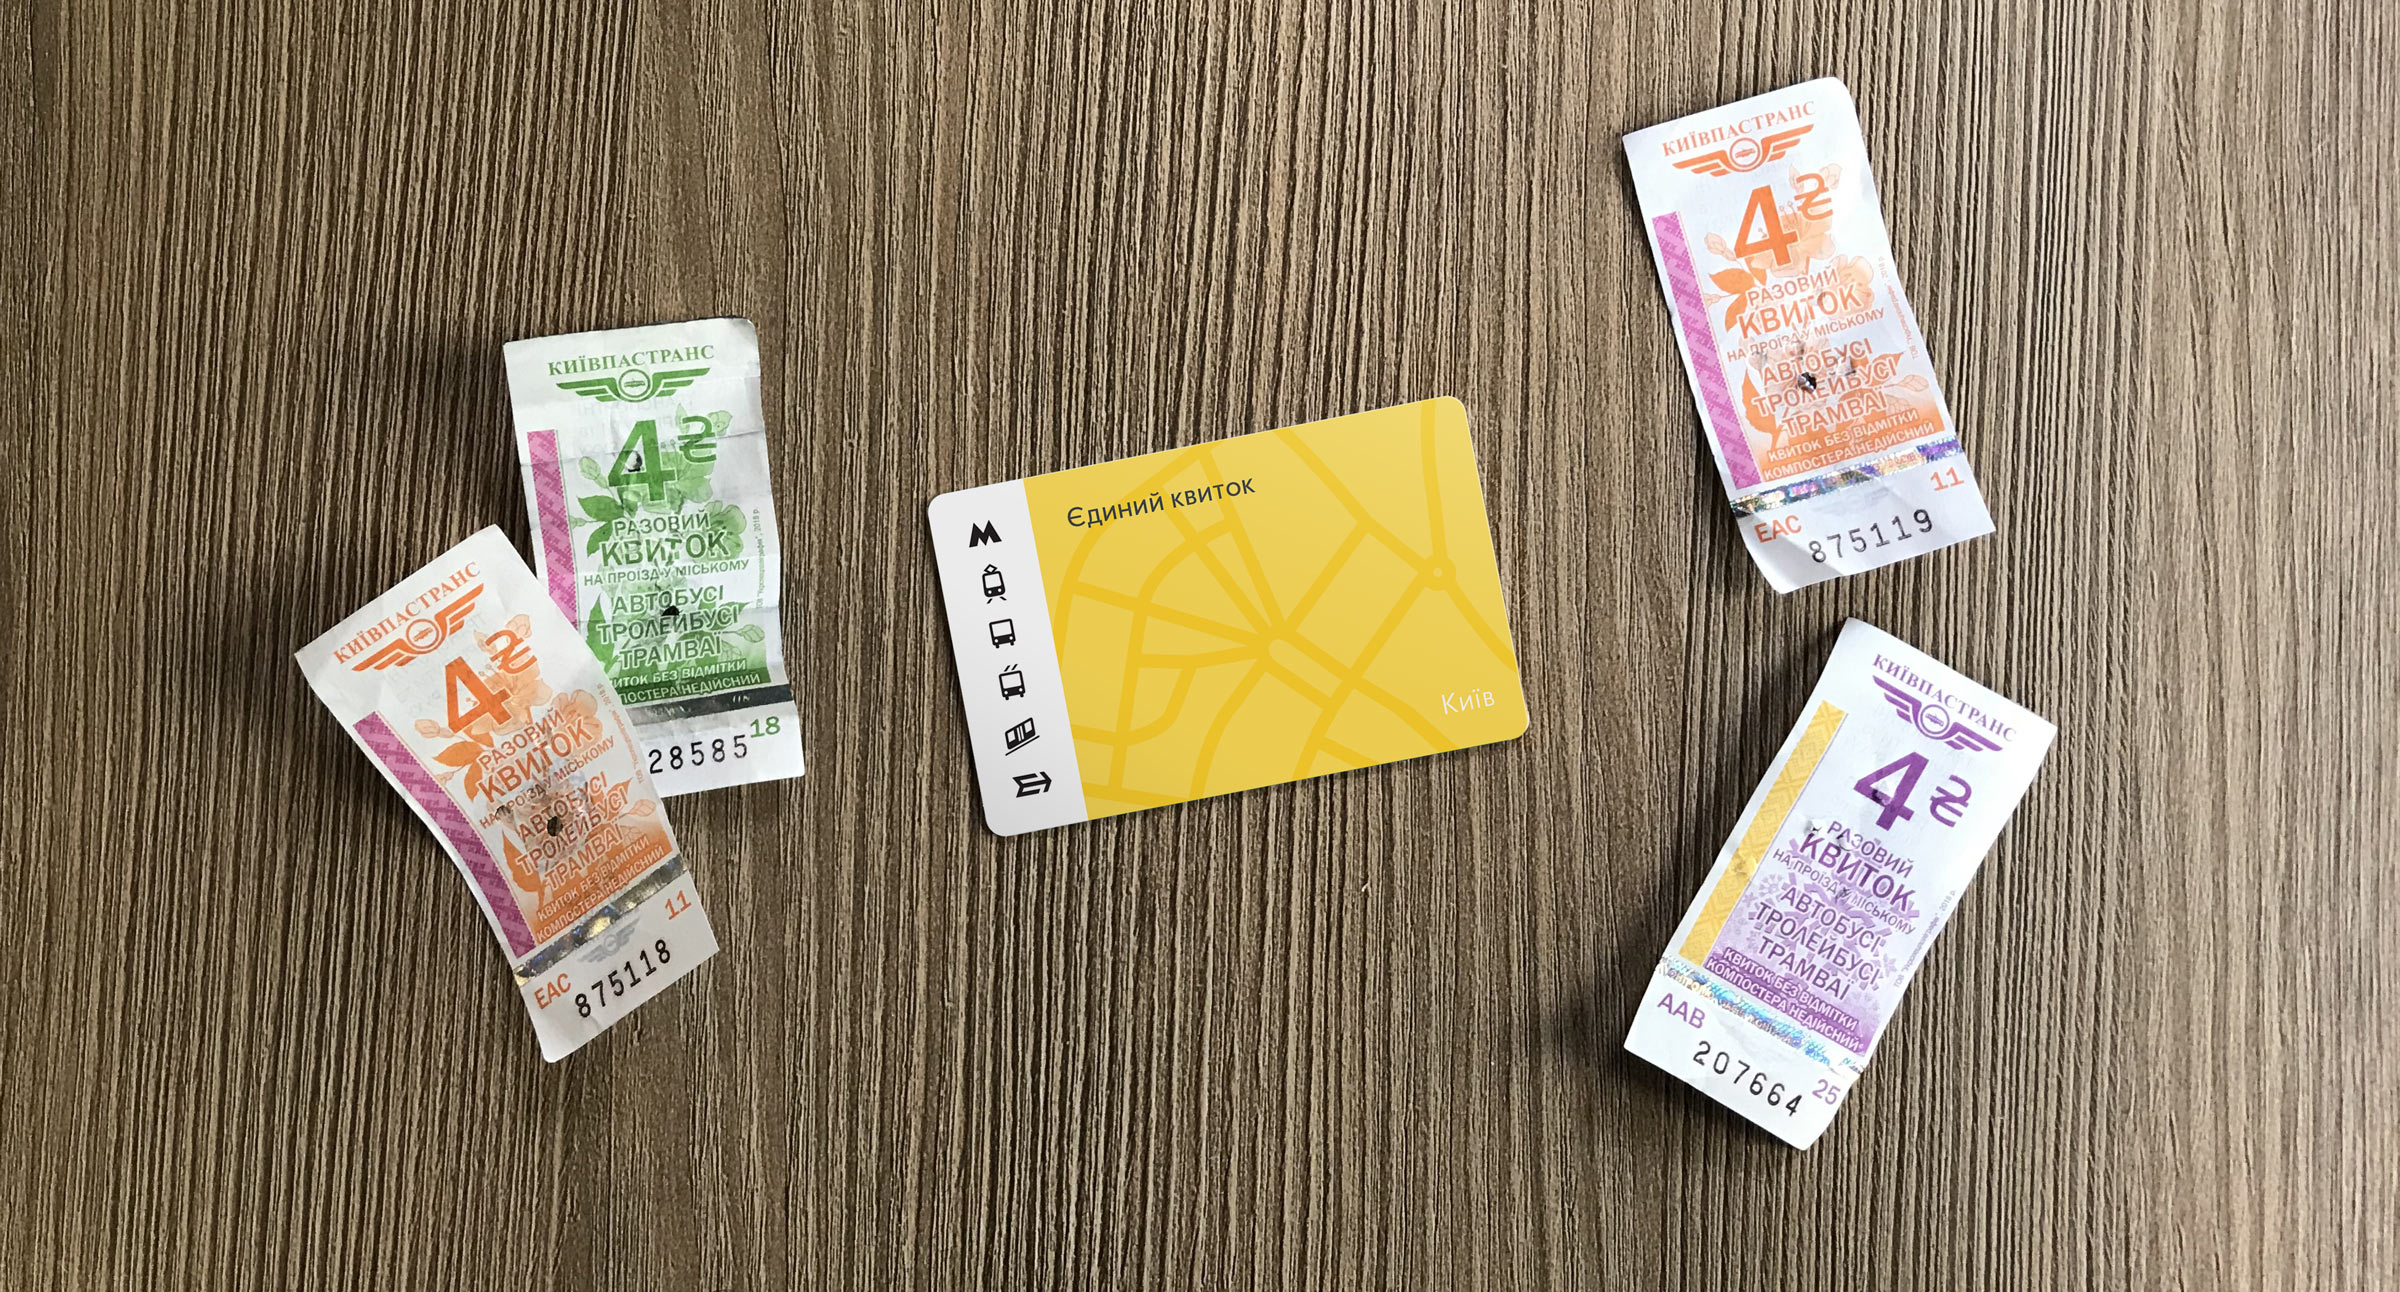 КИЇВПАСТРАНС
4₴
РАЗОВИЙ
КВИТОК
НА ПРОЇЗД У МІСЬКОМУ
АВТОБУСІ
ТРОЛЕЙБУСІ
ТРАМВАЇ
ИТОК БЕЗ ВІДМІТКИ
МПОСТЕРА НЕДІЙСНИЙ
18
28585
КИЇВПАСТРАНС
4₴
РАЗОВИЙ
КВИТОК
НА ПРОЇЗД У МІСЬКОМУ
АВТОБУСІ
ТРОЛЕЙБУСІ
ТРАМВАЇ
КВИТОК БЕЗ ВІДМІТКИ
КОМПОСТЕРА НЕДІЙСНИЙ
11
ЕАС
875118
Єдиний квиток
Київ
КИЇВПАСТРАНС
4₴
РАЗОВИЙ
КВИТОК
НА ПРОЇЗД У МІСЬКОМУ
АВТОБУСІ
ТРОЛЕЙБУСІ
ТРАМВАЇ
КВИТОК БЕЗ ВІДМІТКИ
КОМПОСТЕРА НЕДІЙСНИЙ
11
ЕАС
875119
КИЇВПАСТРАНС
4₴
РАЗОВИЙ
КВИТОК
НА ПРОЇЗД У МІСЬКОМУ
АВТОБУСІ
ТРОЛЕЙБУСІ
ТРАМВАЇ
КВИТОК БЕЗ ВІДМІТКИ
КОМПОСТЕРА НЕДІЙСНИЙ
ААВ
25
207664